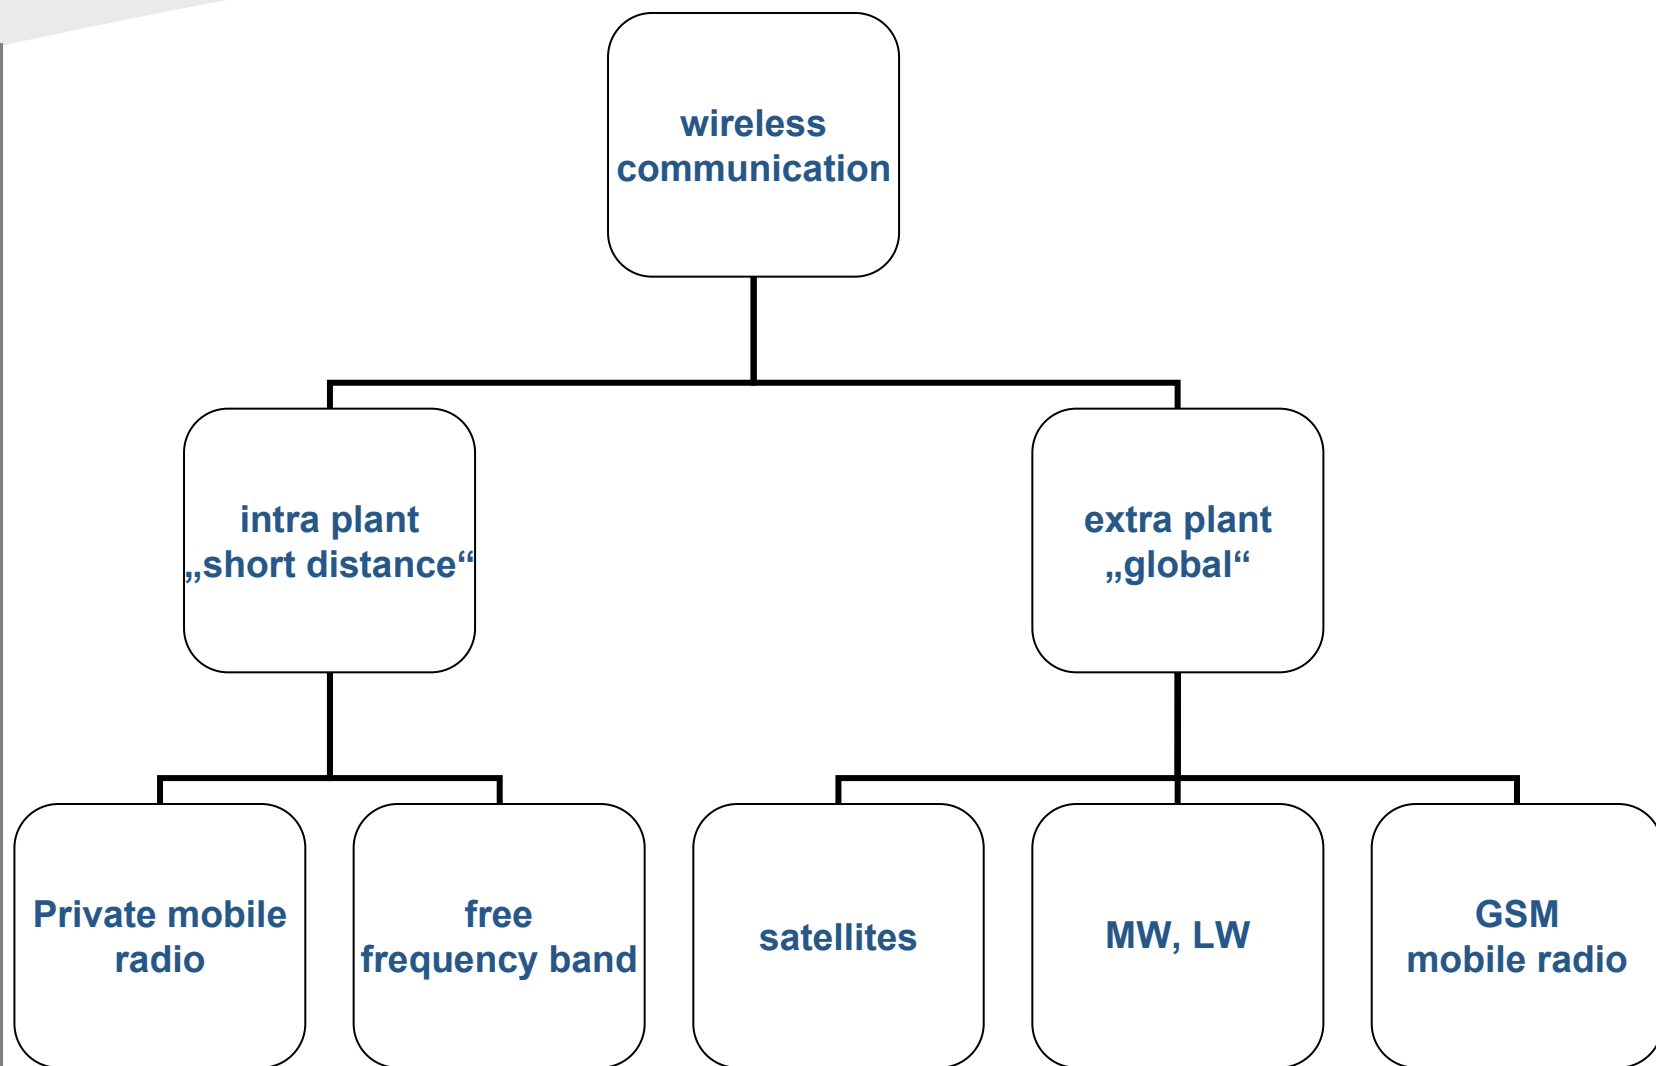 wireless
communication
intra plant
„short distance“
extra plant
„global“
Private mobile
radio
free
frequency band
satellites
MW, LW
GSM
mobile radio